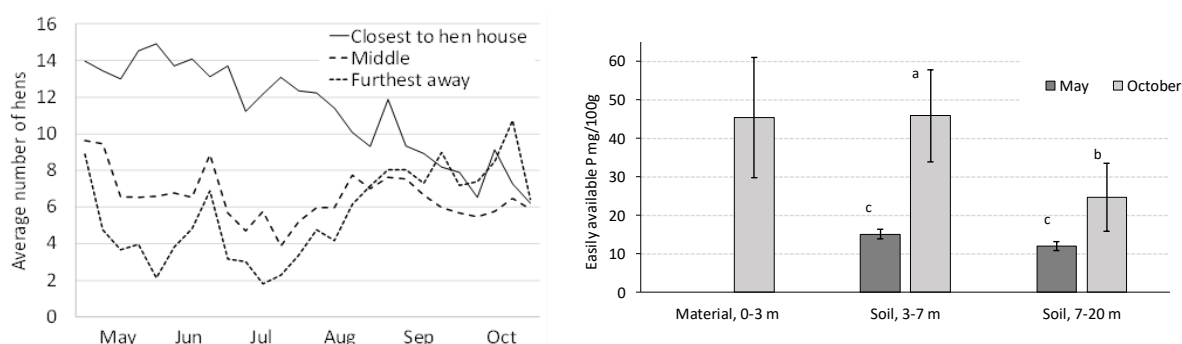 16
14
12
10
8
6
4
2
0
Average number of hens
Closest to hen house
Middle
Furthest away
May Jun Jul Aug Sep Oct
60
50
40
30
20
10
0
Easily available P mg/100g
May October
a
b
c
c
Material, 0-3 m Soil, 3-7 m Soil, 7-20 m